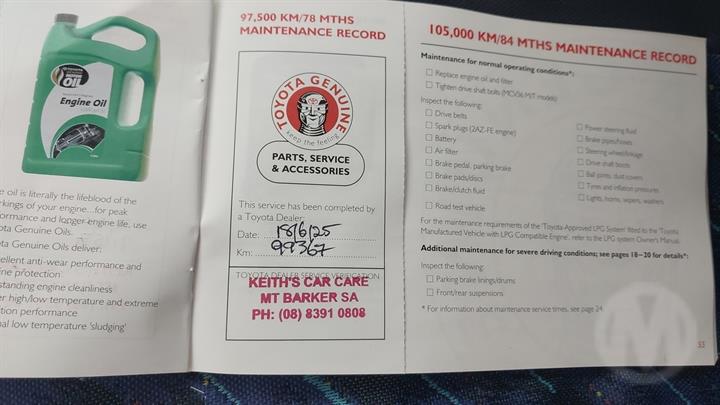 Genuine
oil
Engine Oil
e oil is literally the lifeblood of the
rkings of your engine...for peak
ormance and longer engine life, use
ota Genuine Oils.
ta Genuine Oils deliver:
ellent anti-wear performance and
ine protection
standing engine cleanliness
er high/low temperature and extreme
tion performance
nal low temperature 'sludging'
97,500 KM/78 MTHS
MAINTENANCE RECORD
TOYOTA GENUINE
keep the feeling
PARTS, SERVICE
& ACCESSORIES
This service has been completed by
a Toyota Dealer:
Date: 18/6/25
Km: 99367
TOYOTA DEALER SERVICE VERIFICATION
KEITH'S CAR CARE
MT BARKER SA
PH: (08) 8391 0808
105,000 KM/84 MTHS MAINTENANCE RECORD
Maintenance for normal operating conditions*:
Replace engine oil and filter
Tighten drive shaft bolts (MCV36-M/T models)
Inspect the following:
Drive belts
Spark plugs (2AZ-FE engine)
Battery
Air filter
Brake pedal, parking brake
Brake pads/discs
Brake/clutch fluid
Road test vehicle
Power steering fluid
Brake pipes/hoses
Steering wheel/linkage
Drive shaft boots
Ball joints, dust covers
Tyres and inflation pressures
Lights, horns, wipers, washers
For the maintenance requirements of the 'Toyota-Approved LPG System' fitted to the 'Toyota
Manufactured Vehicle with LPG Compatible Engine', refer to the LPG system Owner's Manual.
Additional maintenance for severe driving conditions; see pages 18–20 for details*:
Inspect the following:
Parking brake linings/drums
Front/rear suspensions
* For information about maintenance service times, see page 24.
53
M